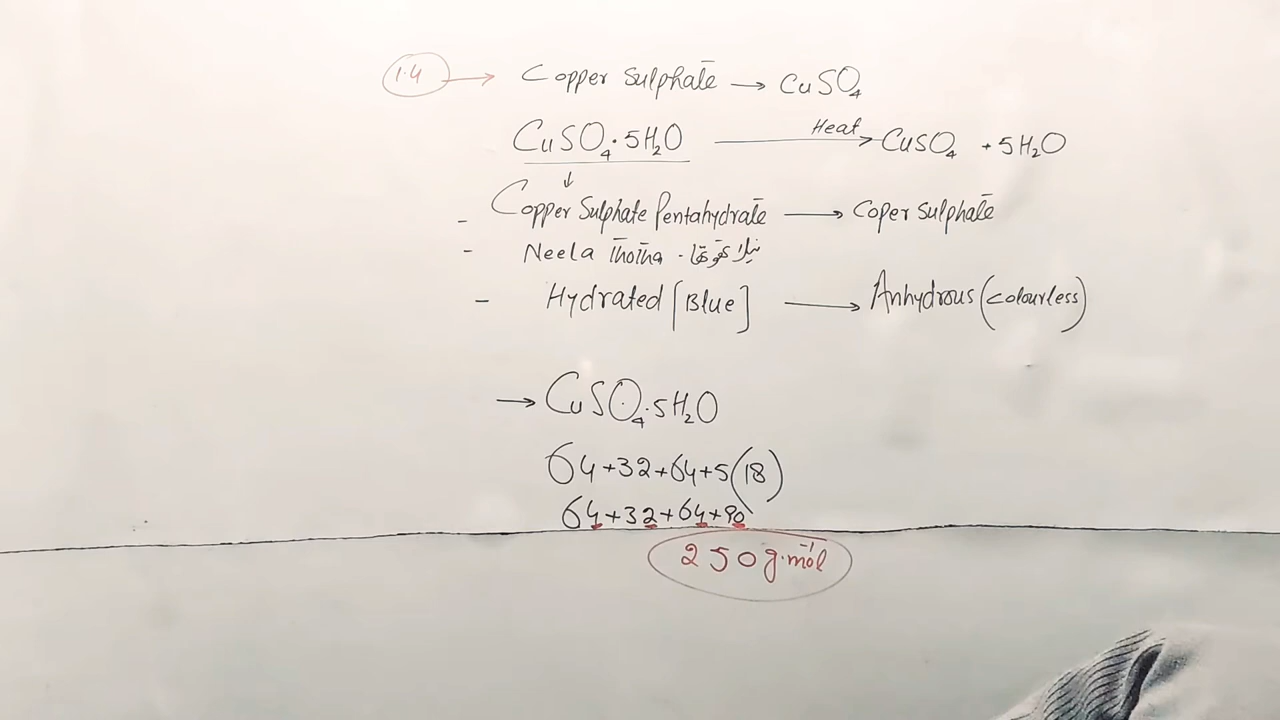 1.4 → Copper Sulphate → CuSO₄
CuSO₄·5H₂O Heat → CuSO₄ + 5H₂O
↓
- Copper Sulphate Pentahydrate → Coper Sulphate
- Neela Thotha - نیلا تھوتھا
- Hydrated [Blue] → Anhydrous (colourless)
→ CuSO₄·5H₂O
64+32+64+5(18)
64+32+64+90
250 g·mol⁻¹